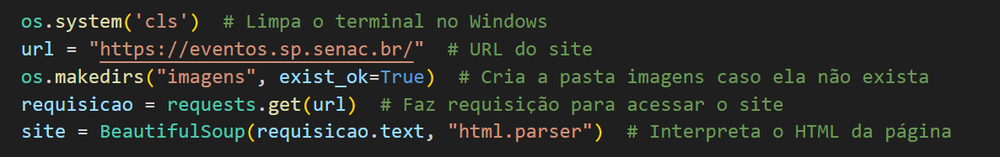 os.system('cls')  # Limpa o terminal no Windows
url = "https://eventos.sp.senac.br/"  # URL do site
os.makedirs("imagens", exist_ok=True)  # Cria a pasta imagens caso ela não exista
requisicao = requests.get(url)  # Faz requisição para acessar o site
site = BeautifulSoup(requisicao.text, "html.parser")  # Interpreta o HTML da página